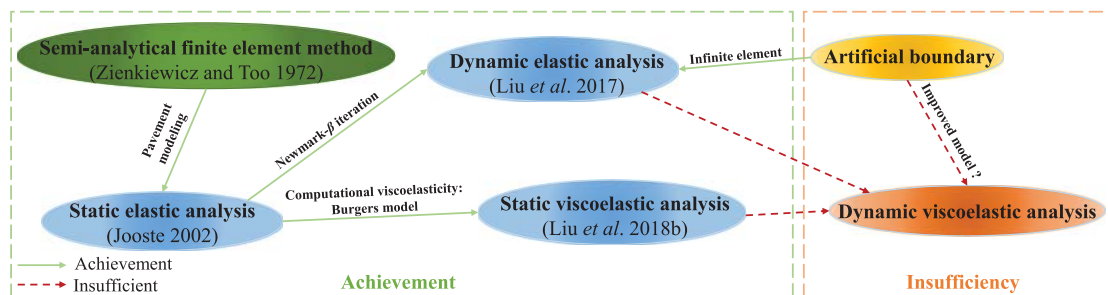 Semi-analytical finite element method
(Zienkiewicz and Too 1972)
Dynamic elastic analysis
(Liu et al. 2017)
Infinite element
Artificial boundary
Pavement
modeling
Newmark-β iteration
Improved model ?
Computational viscoelasticity:
Burgers model
Static elastic analysis
(Jooste 2002)
Static viscoelastic analysis
(Liu et al. 2018b)
Dynamic viscoelastic analysis
Achievement
Insufficient
Achievement
Insufficiency